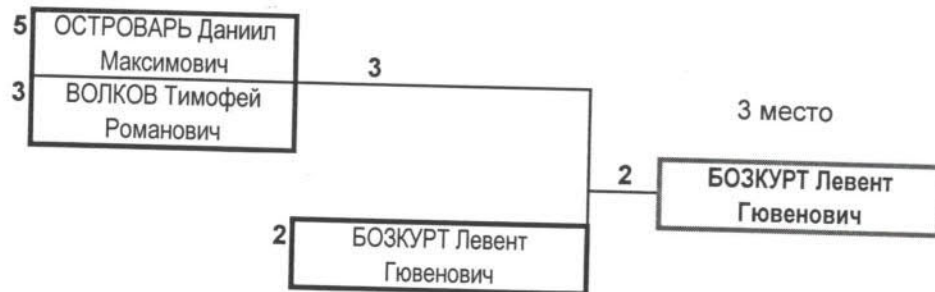 5 ОСТРОВАРЬ Даниил
Максимович
3
3 ВОЛКОВ Тимофей
Романович
3 место
2
БОЗКУРТ Левент
Гювенович
2 БОЗКУРТ Левент
Гювенович